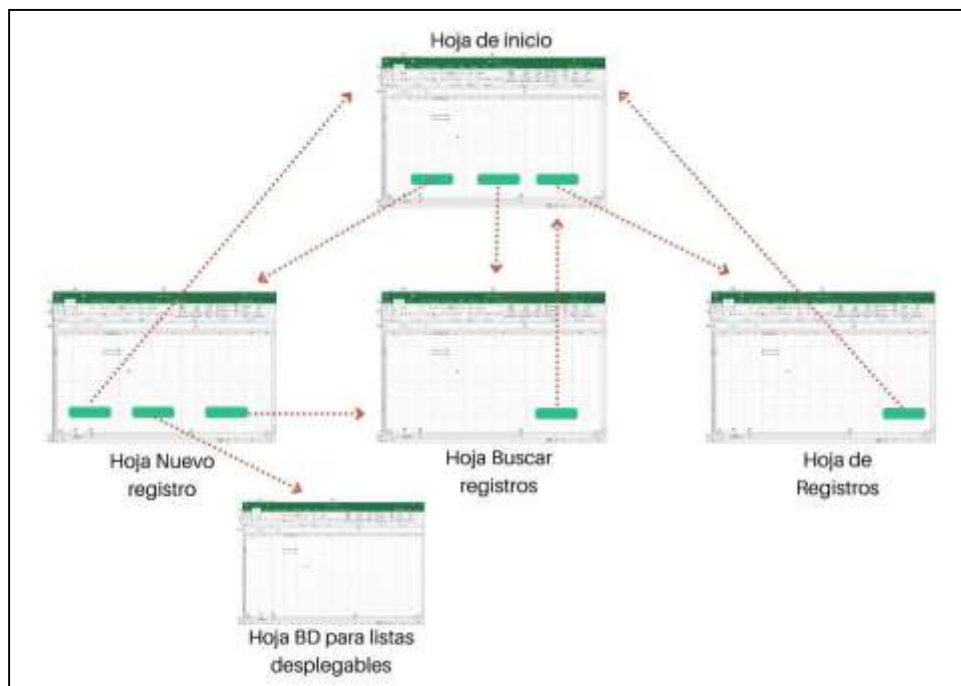 Hoja de inicio
Hoja Nuevo
registro
Hoja Buscar
registros
Hoja de
Registros
Hoja BD para listas
desplegables